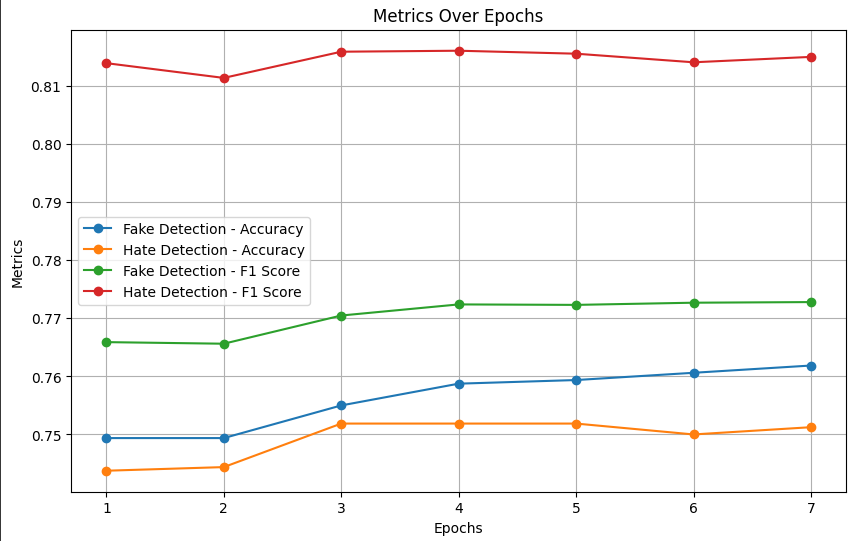 Metrics Over Epochs
0.81
0.80
0.79
0.78
0.77
0.76
0.75
Metrics
Fake Detection - Accuracy
Hate Detection - Accuracy
Fake Detection - F1 Score
Hate Detection - F1 Score
1 2 3 4 5 6 7
Epochs